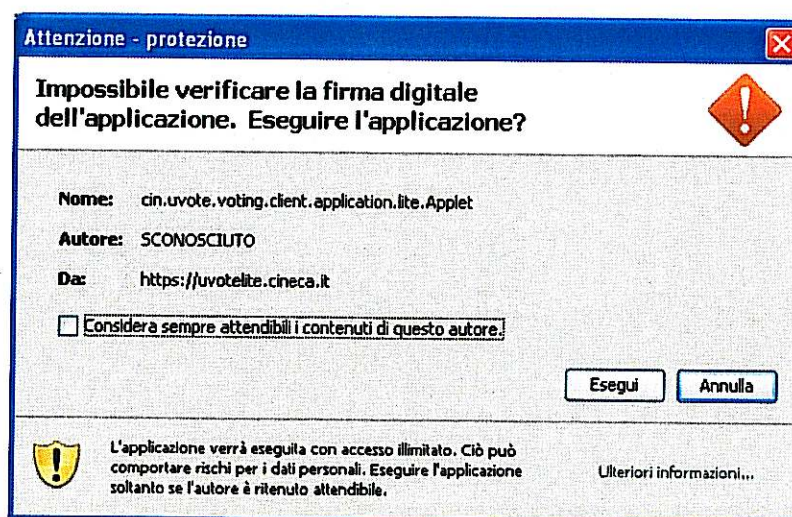 Attenzione - protezione
Impossibile verificare la firma digitale
dell'applicazione. Eseguire l'applicazione?
Nome: cin.uvote.voting.client.application.lite.Applet
Autore: SCONOSCIUTO
Da: https://uvotelite.cineca.it
Considera sempre attendibili i contenuti di questo autore.
Esegui Annulla
L'applicazione verrà eseguita con accesso illimitato. Ciò può
comportare rischi per i dati personali. Eseguire l'applicazione
soltanto se l'autore è ritenuto attendibile.
Ulteriori informazioni...